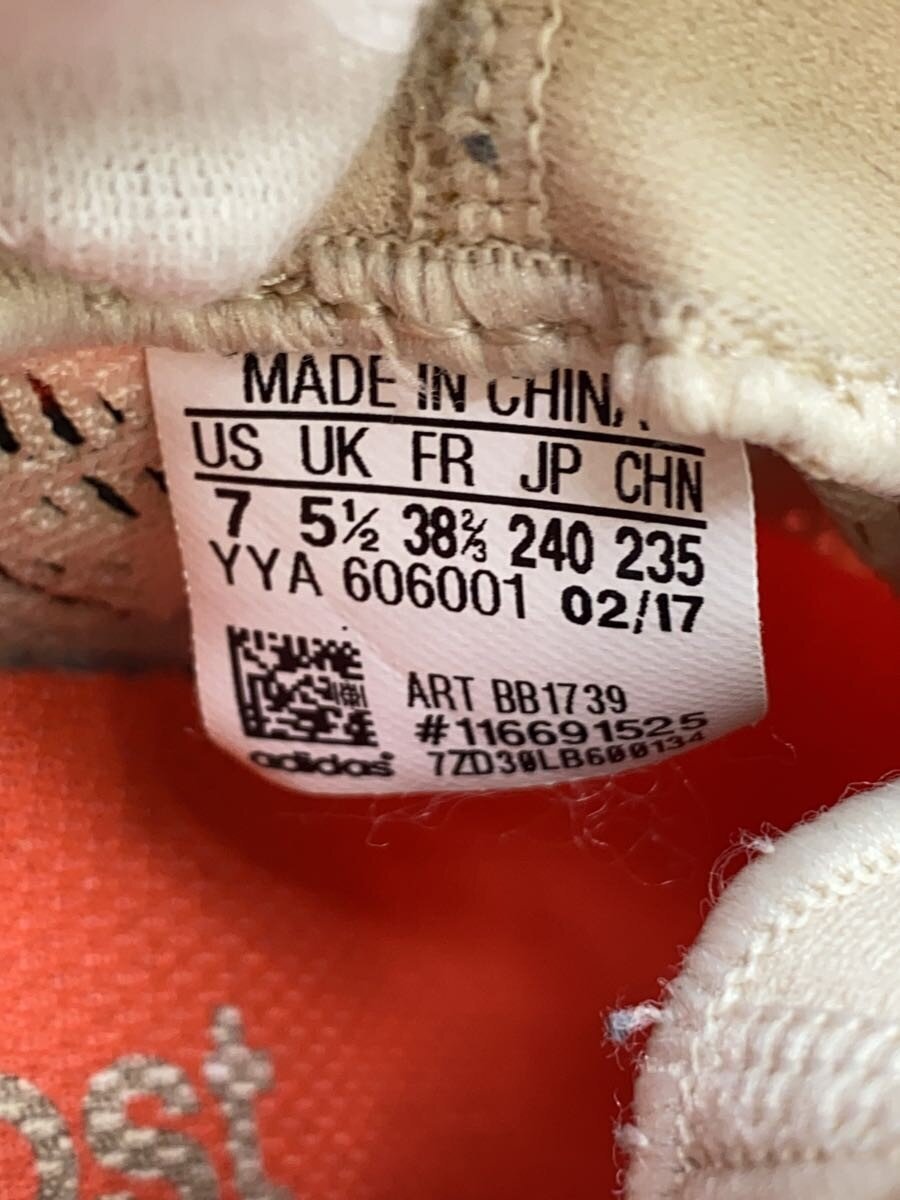 MADE IN CHINA
US UK FR JP CHN
7 5½ 38⅔ 240 235
YYA 606001 02/17
ART BB1739
#116691525
adidas 7ZD30LB600134
ost